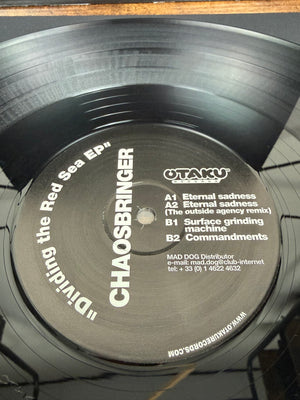 "Dividing the Red Sea EP"
CHAOSBRINGER
OTAKU
RECORDS
A1 Eternal sadness
A2 Eternal sadness
(The outside agency remix)
B1 Surface grinding
machine
B2 Commandments
MAD DOG Distributor
e-mail: mad.dog@club-internet
tel: + 33 (0) 1 4622 4632
WWW.OTAKURECORDS.COM